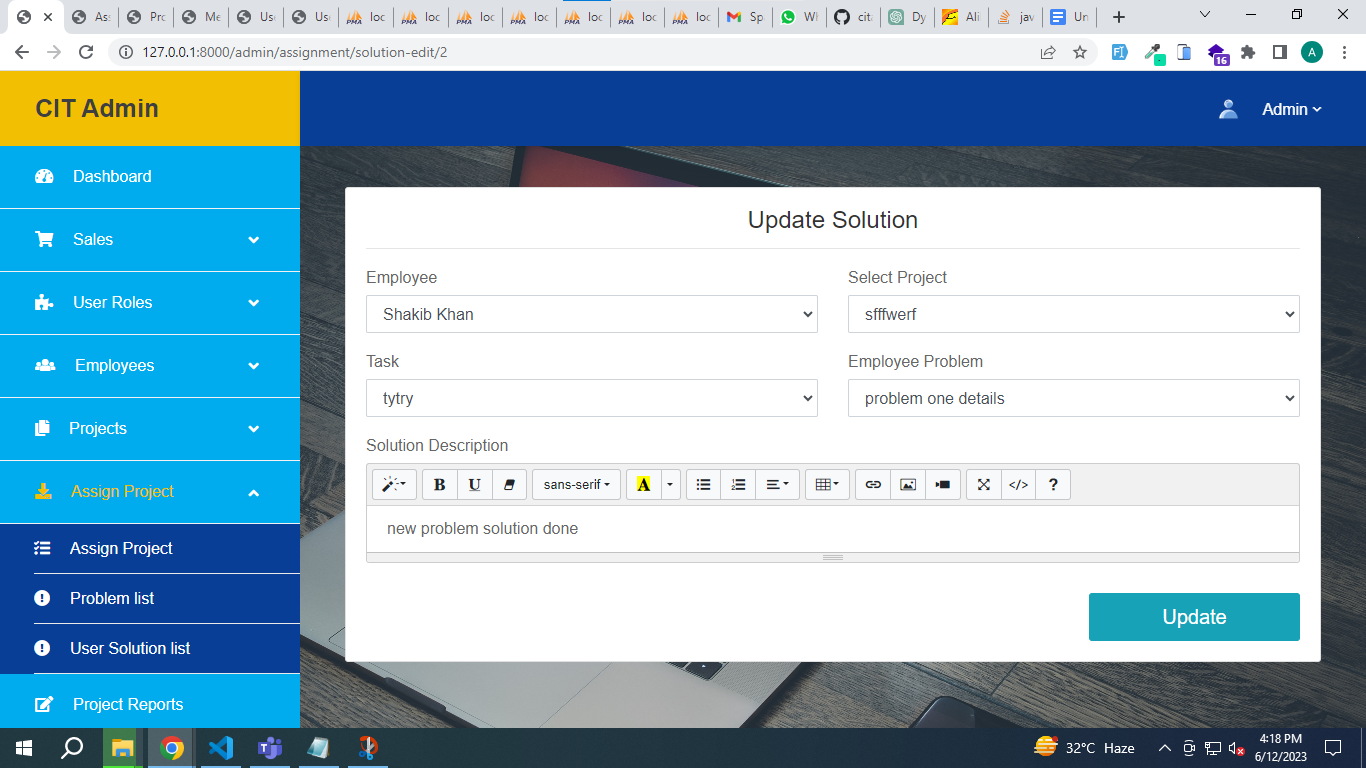 As
Pro
Me
Use
Use
loc
loc
loc
loc
loc
loc
loc
Sp
Wh
cit
Dy
Ali
jav
Un
127.0.0.1:8000/admin/assignment/solution-edit/2
16
A
CIT Admin
Admin
Dashboard
Sales
User Roles
Employees
Projects
Assign Project
Assign Project
Problem list
User Solution list
Project Reports
Update Solution
Employee
Select Project
Shakib Khan
sfffwerf
Task
Employee Problem
tytry
problem one details
Solution Description
B U sans-serif A </> ?
new problem solution done
Update
32°C Haze
4:18 PM
6/12/2023